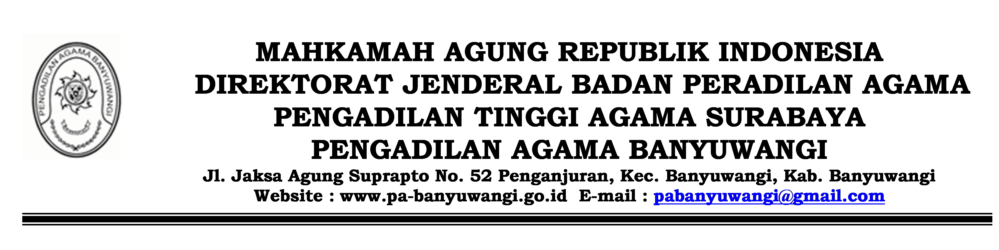 PENGADILAN AGAMA BANYUWANGI
MAHKAMAH AGUNG REPUBLIK INDONESIA
DIREKTORAT JENDERAL BADAN PERADILAN AGAMA
PENGADILAN TINGGI AGAMA SURABAYA
PENGADILAN AGAMA BANYUWANGI
Jl. Jaksa Agung Suprapto No. 52 Penganjuran, Kec. Banyuwangi, Kab. Banyuwangi
Website : www.pa-banyuwangi.go.id E-mail : pabanyuwangi@gmail.com